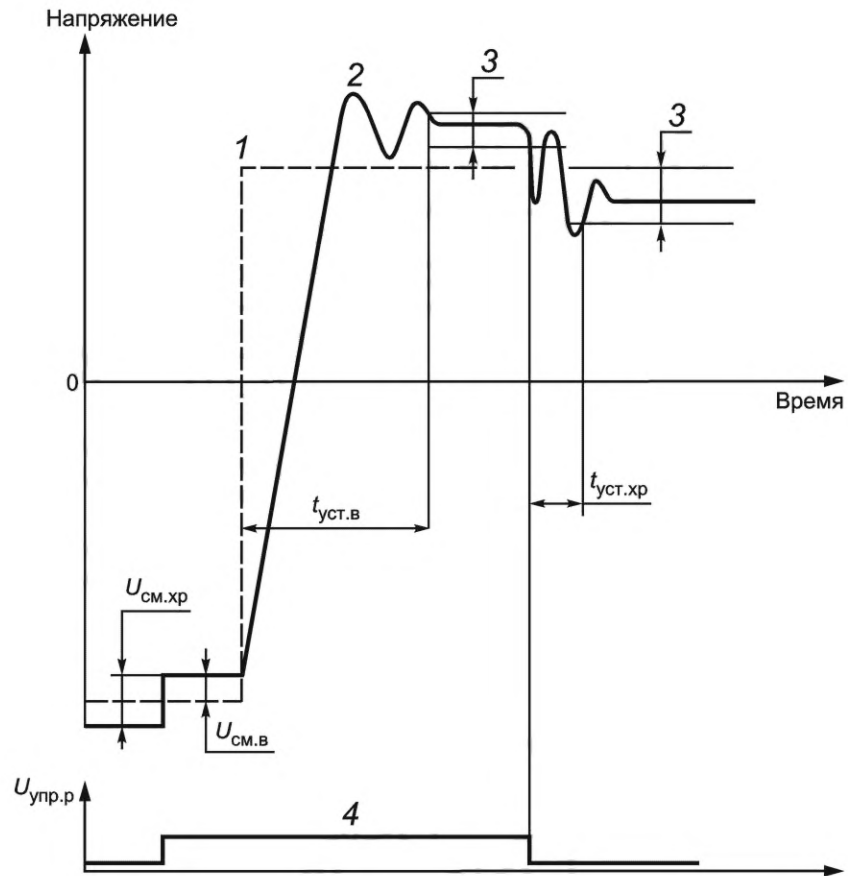 Напряжение
2
3
1
3
0
Время
tуст.в
tуст.хр
Uсм.хр
Uсм.в
Uупр.р
4